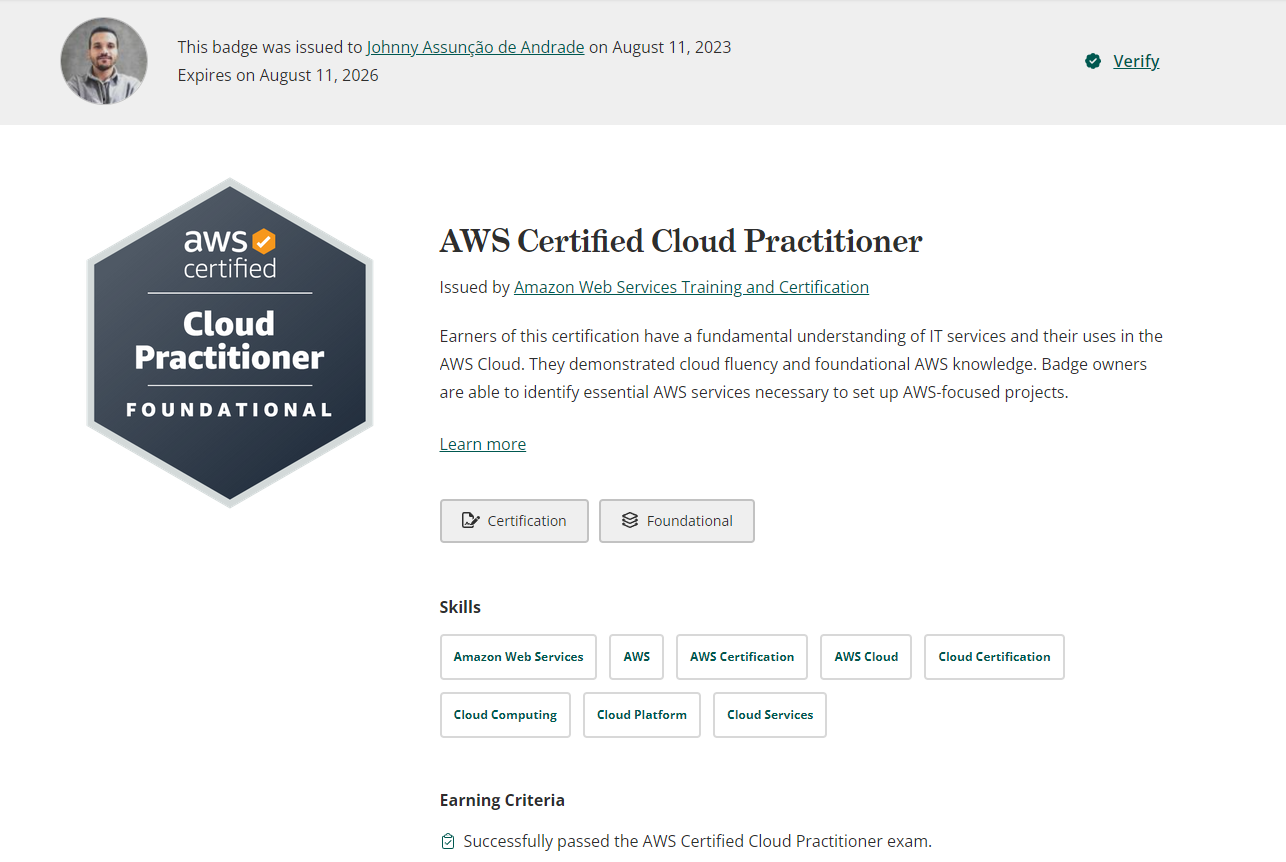 This badge was issued to Johnny Assunção de Andrade on August 11, 2023
Expires on August 11, 2026
Verify
aws
certified
Cloud
Practitioner
FOUNDATIONAL
AWS Certified Cloud Practitioner
Issued by Amazon Web Services Training and Certification
Earners of this certification have a fundamental understanding of IT services and their uses in the
AWS Cloud. They demonstrated cloud fluency and foundational AWS knowledge. Badge owners
are able to identify essential AWS services necessary to set up AWS-focused projects.
Learn more
Certification Foundational
Skills
Amazon Web Services AWS AWS Certification AWS Cloud Cloud Certification
Cloud Computing Cloud Platform Cloud Services
Earning Criteria
Successfully passed the AWS Certified Cloud Practitioner exam.